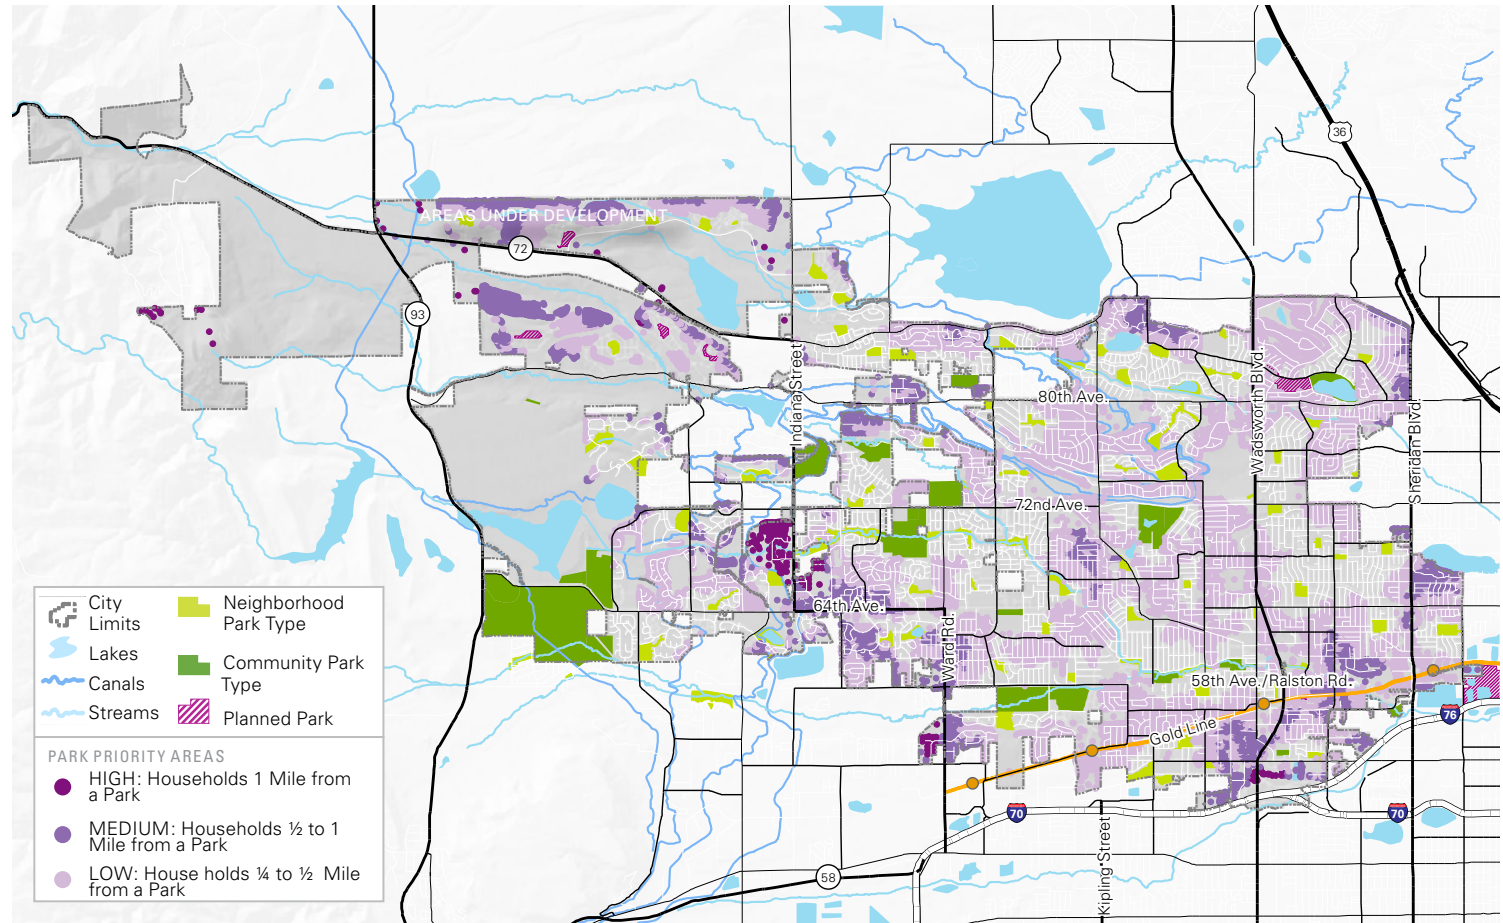 36
AREAS UNDER DEVELOPMENT
72
93
Indiana Street
80th Ave.
Wadsworth Blvd.
Sheridan Blvd.
72nd Ave.
64th Ave.
Ward Rd.
58th Ave./Ralston Rd.
Gold Line
76
70
70
58
Kipling Street
City
Limits
Lakes
Canals
Streams
Neighborhood
Park Type
Community Park
Type
Planned Park
PARK PRIORITY AREAS
HIGH: Households 1 Mile from
a Park
MEDIUM: Households ½ to 1
Mile from a Park
LOW: House holds ¼ to ½ Mile
from a Park